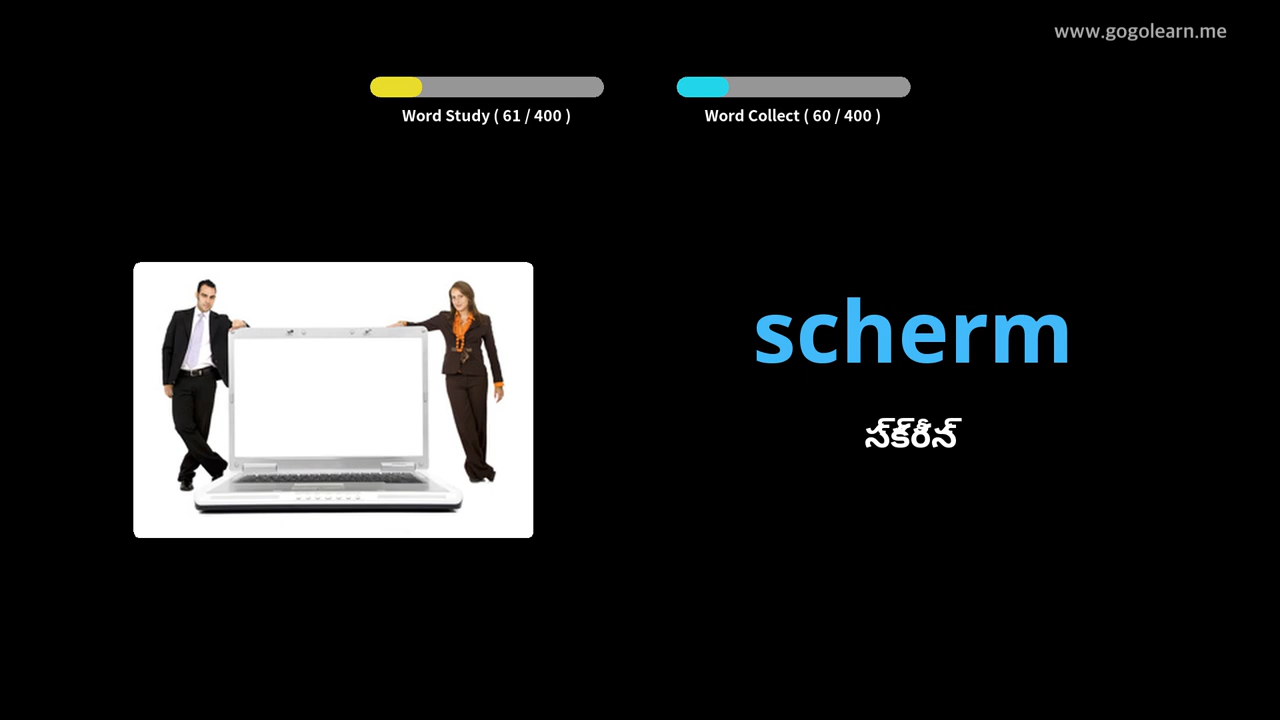 www.gogolearn.me
Word Study ( 61 / 400 )
Word Collect ( 60 / 400 )
scherm
స్క్రీన్